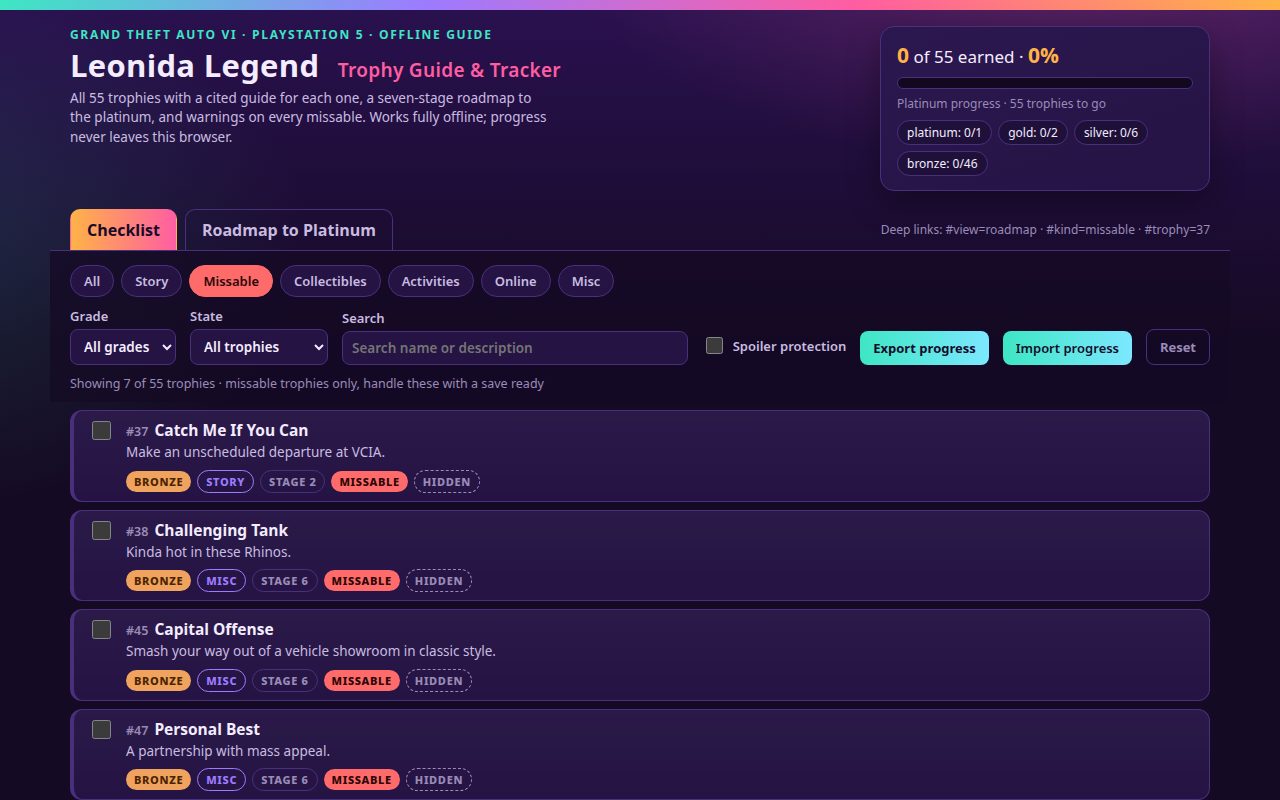 GRAND THEFT AUTO VI · PLAYSTATION 5 · OFFLINE GUIDE
Leonida Legend Trophy Guide & Tracker
All 55 trophies with a cited guide for each one, a seven-stage roadmap to
the platinum, and warnings on every missable. Works fully offline; progress
never leaves this browser.
0 of 55 earned · 0%
Platinum progress · 55 trophies to go
platinum: 0/1 gold: 0/2 silver: 0/6
bronze: 0/46
Checklist Roadmap to Platinum
Deep links: #view=roadmap · #kind=missable · #trophy=37
All Story Missable Collectibles Activities Online Misc
Grade State Search
All grades All trophies Search name or description Spoiler protection Export progress Import progress Reset
Showing 7 of 55 trophies · missable trophies only, handle these with a save ready
#37 Catch Me If You Can
Make an unscheduled departure at VCIA.
BRONZE STORY STAGE 2 MISSABLE HIDDEN
#38 Challenging Tank
Kinda hot in these Rhinos.
BRONZE MISC STAGE 6 MISSABLE HIDDEN
#45 Capital Offense
Smash your way out of a vehicle showroom in classic style.
BRONZE MISC STAGE 6 MISSABLE HIDDEN
#47 Personal Best
A partnership with mass appeal.
BRONZE MISC STAGE 6 MISSABLE HIDDEN